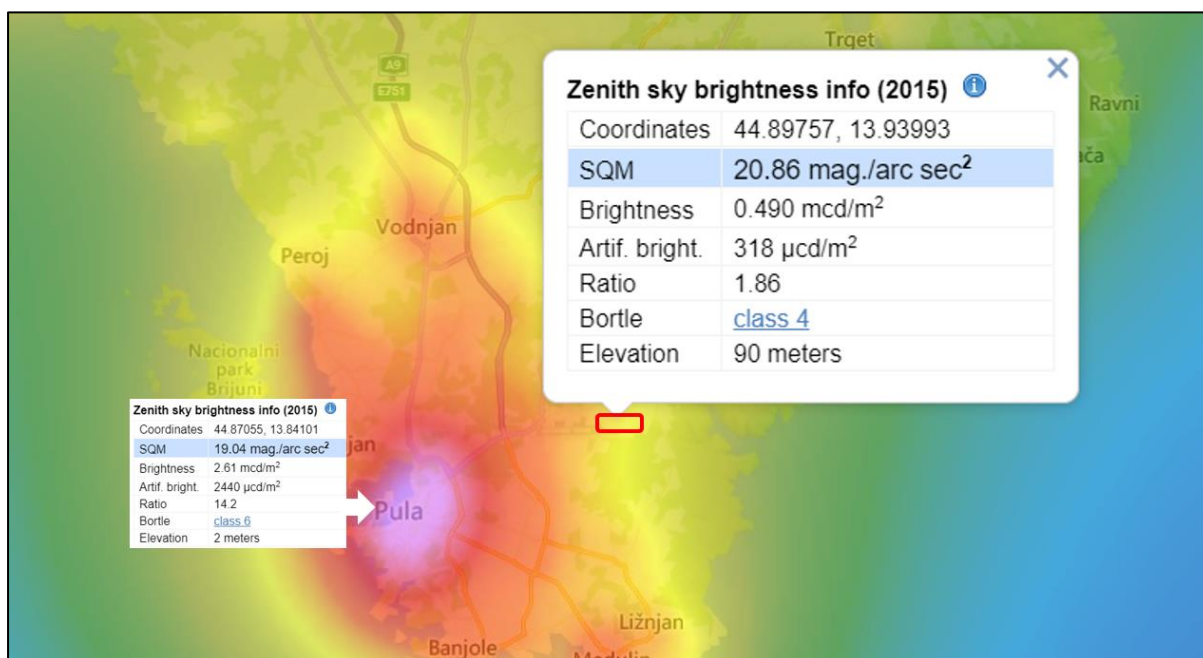 Trget
A9
E751
Ravni
ača
Vodnjan
Peroj
Nacionalni
park
Brijuni
Zenith sky brightness info (2015)
Coordinates 44.89757, 13.93993
SQM 20.86 mag./arc sec²
Brightness 0.490 mcd/m²
Artif. bright. 318 μcd/m²
Ratio 1.86
Bortle class 4
Elevation 90 meters
Zenith sky brightness info (2015)
Coordinates 44.87055, 13.84101
SQM 19.04 mag./arc sec²
Brightness 2.61 mcd/m²
Artif. bright. 2440 μcd/m²
Ratio 14.2
Bortle class 6
Elevation 2 meters
jan
Pula
Ližnjan
Banjole